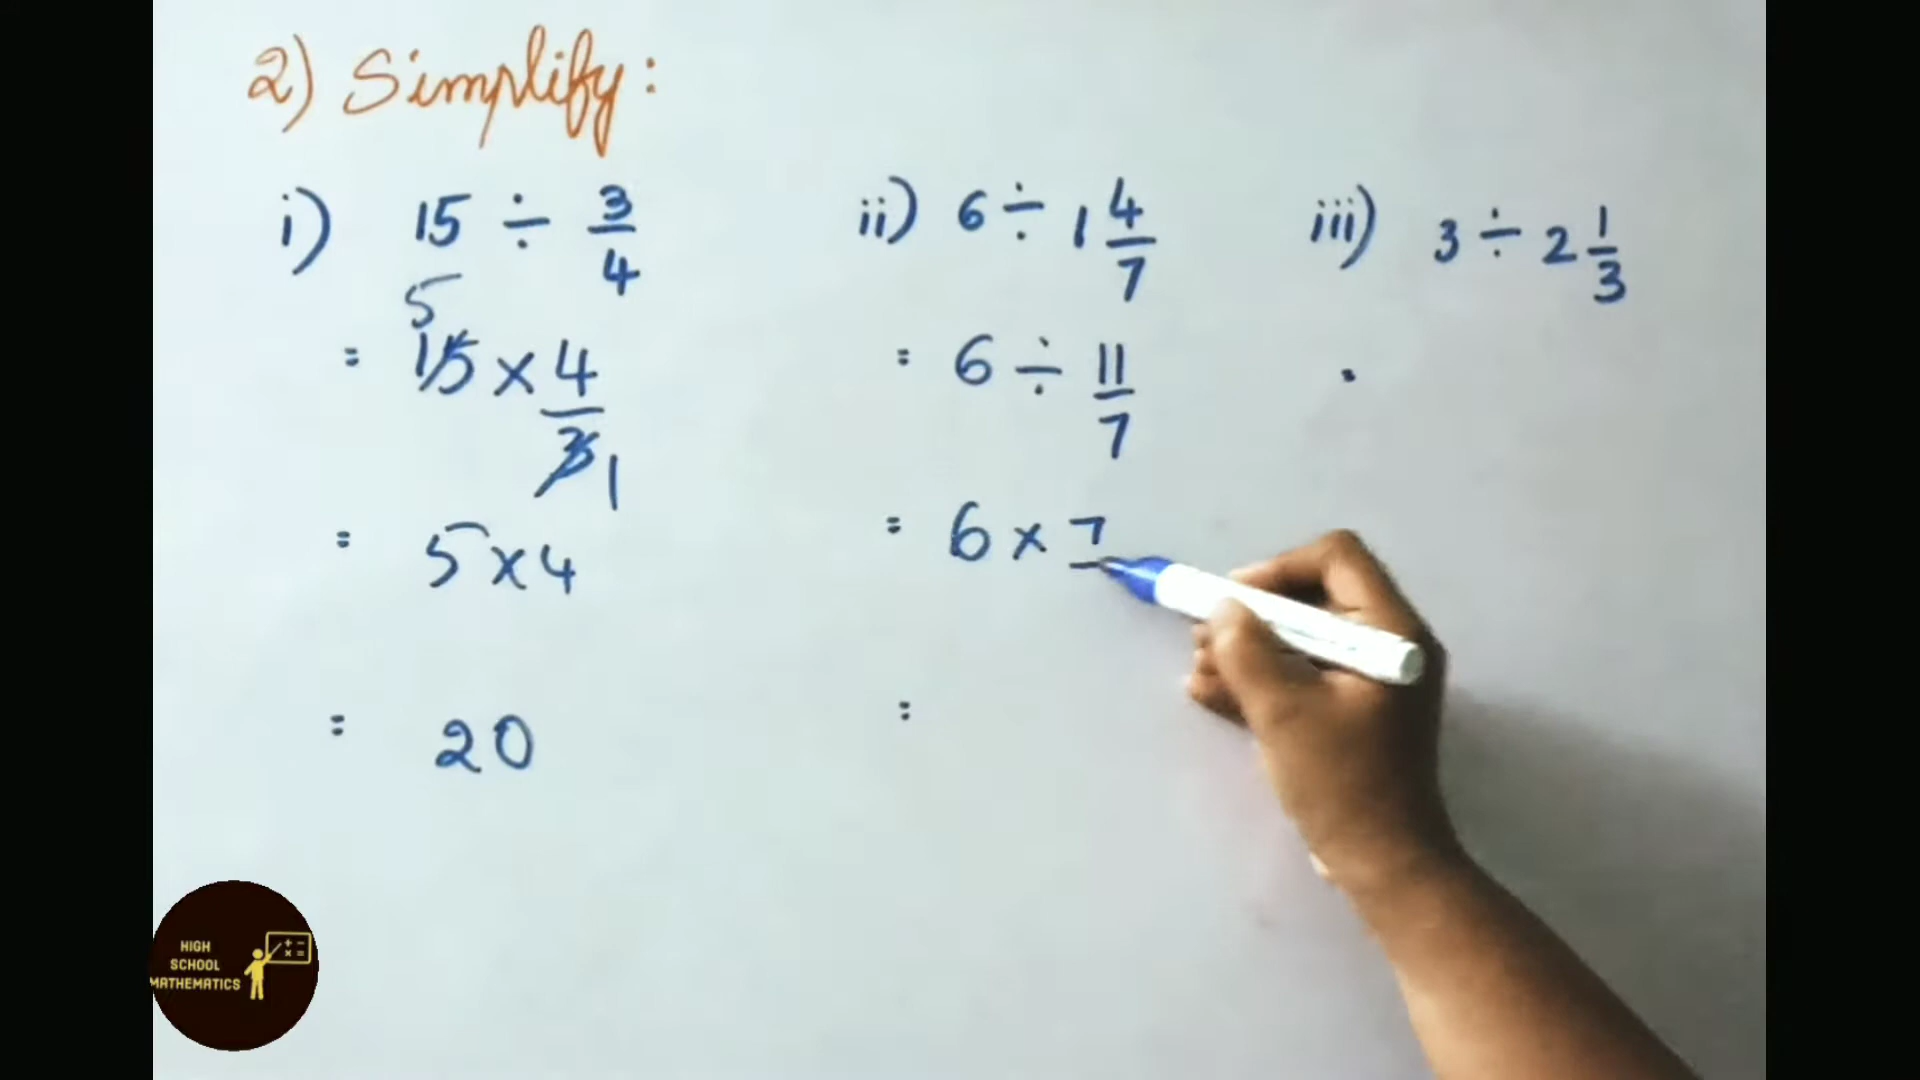 2) Simplify:
i) 15 ÷ 3/4
5
= 15 × 4/3 1
= 5 × 4
= 20
ii) 6 ÷ 1 4/7
= 6 ÷ 11/7
= 6 × 7
=
iii) 3 ÷ 2 1/3
HIGH
SCHOOL
MATHEMATICS